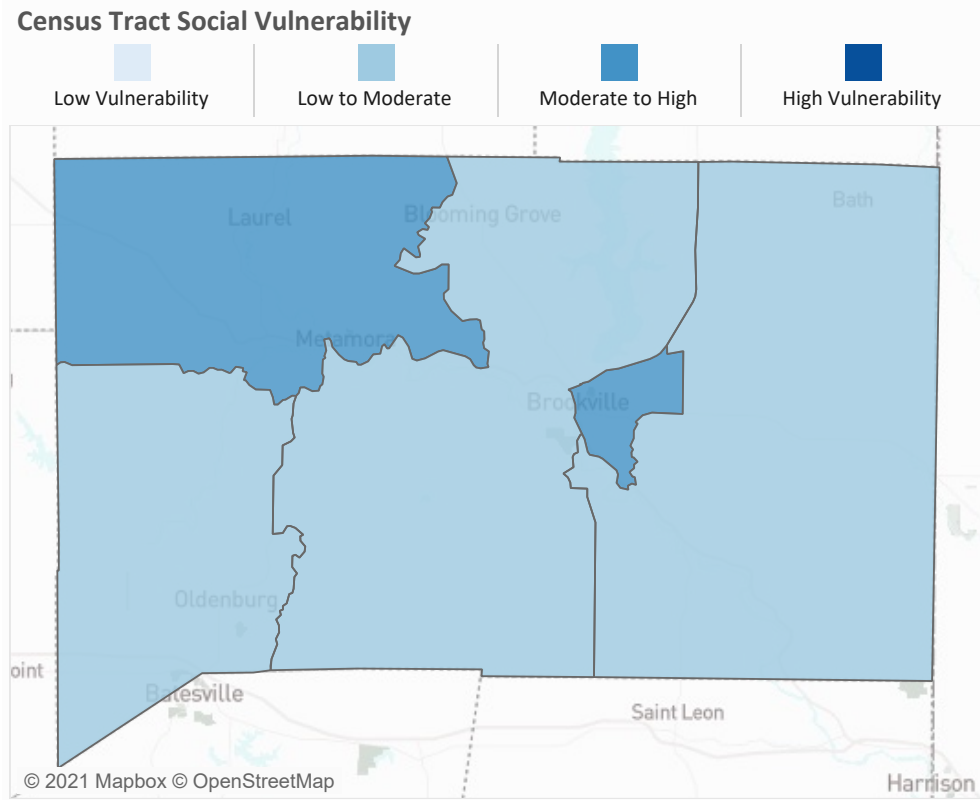 Census Tract Social Vulnerability
Low Vulnerability
Low to Moderate
Moderate to High
High Vulnerability
Bath
Laurel
Blooming Grove
Metamora
Brookville
Oldenburg
oint
Batesville
Saint Leon
© 2021 Mapbox © OpenStreetMap
Harrison